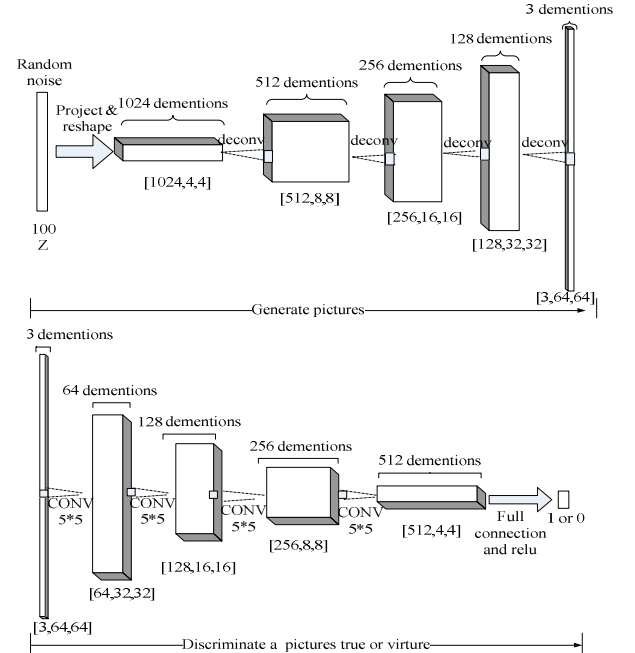 3 dementions
128 dementions
256 dementions
512 dementions
Random
noise
Project &
reshape
1024 dementions
deconv
deconv
deconv
deconv
[1024,4,4]
[512,8,8]
[256,16,16]
[128,32,32]
100
Z
[3,64,64]
Generate pictures
3 dementions
64 dementions
128 dementions
256 dementions
512 dementions
CONV
5*5
CONV
5*5
CONV
5*5
CONV
5*5
Full
connection
and relu
1 or 0
[512,4,4]
[256,8,8]
[128,16,16]
[64,32,32]
[3,64,64]
Discriminate a pictures true or virture